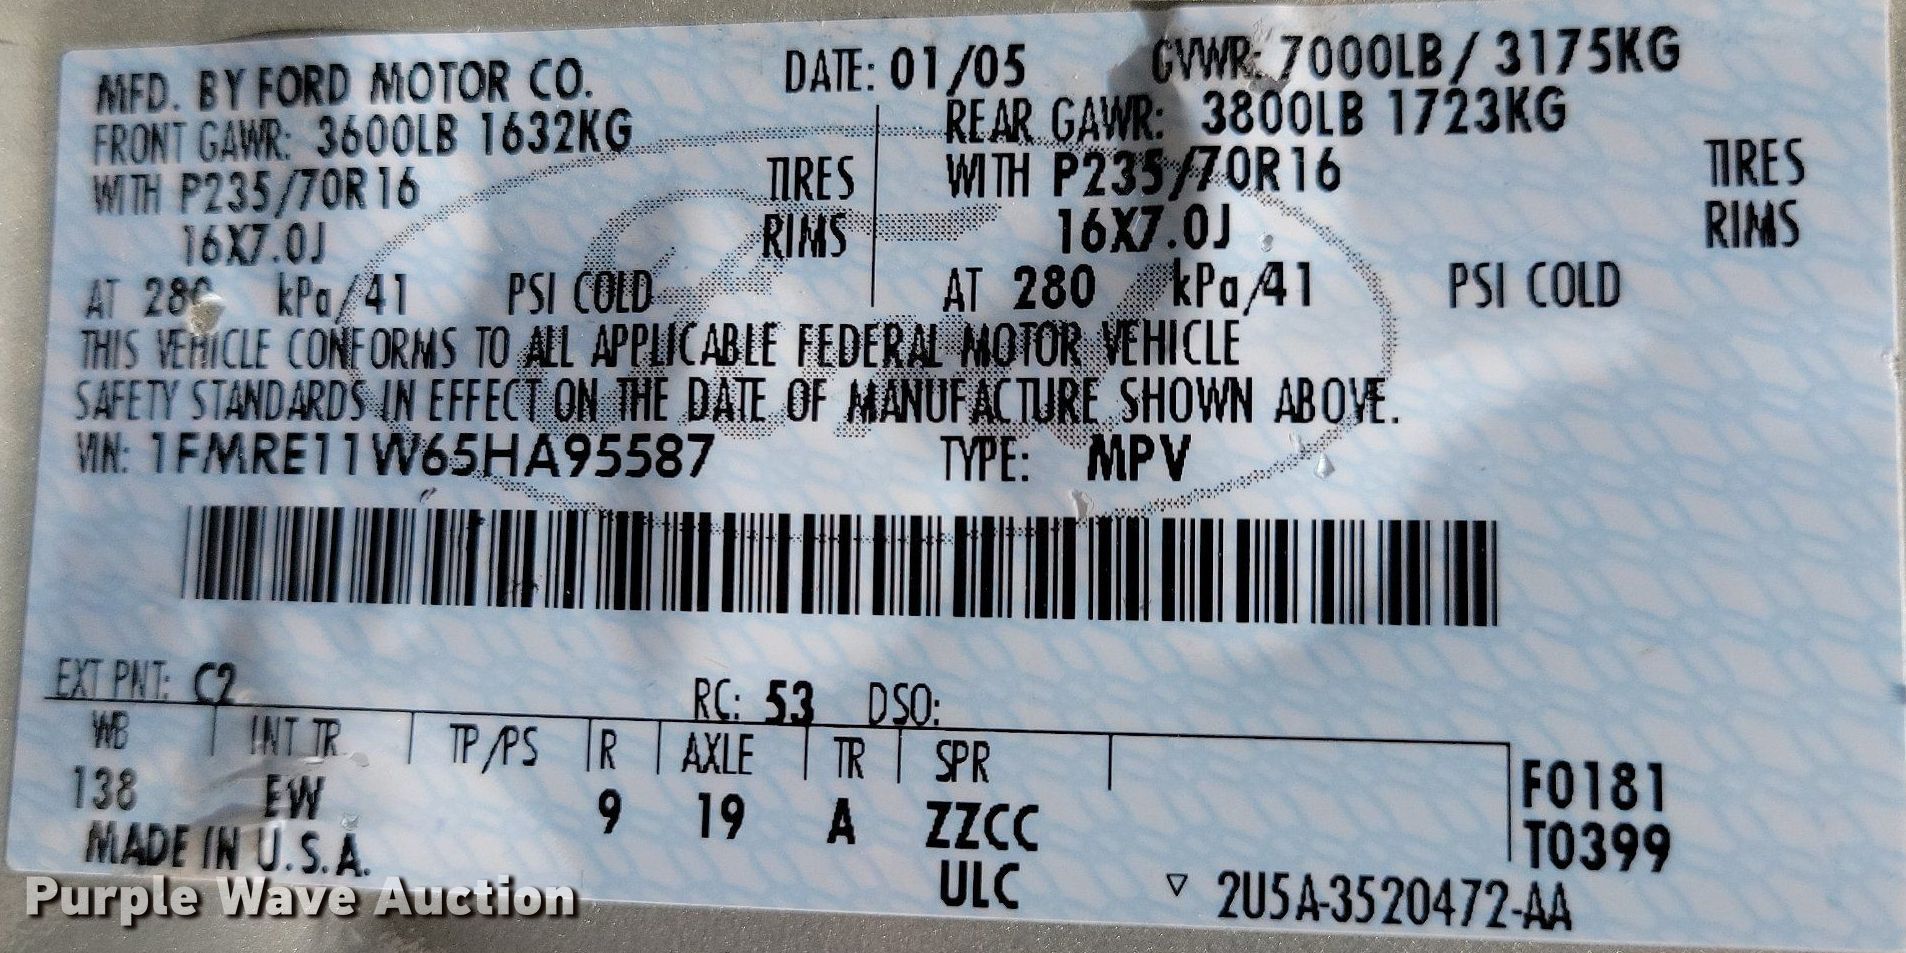 MFD. BY FORD MOTOR CO. DATE: 01/05 GVWR: 7000LB / 3175KG
FRONT GAWR: 3600LB 1632KG REAR GAWR: 3800LB 1723KG
WITH P235/70R16 TIRES WITH P235/70R16 TIRES
16X7.0J RIMS 16X7.0J RIMS
AT 280 kPa/41 PSI COLD AT 280 kPa/41 PSI COLD
THIS VEHICLE CONFORMS TO ALL APPLICABLE FEDERAL MOTOR VEHICLE
SAFETY STANDARDS IN EFFECT ON THE DATE OF MANUFACTURE SHOWN ABOVE.
VIN: 1FMRE11W65HA95587 TYPE: MPV
EXT PNT: C2 RC: 53 DSO:
WB INT TR TP/PS R AXLE TR SPR
138 EW 9 19 A ZZCC F0181
MADE IN U.S.A. ULC T0399
▽ 2U5A-3520472-AA
Purple Wave Auction